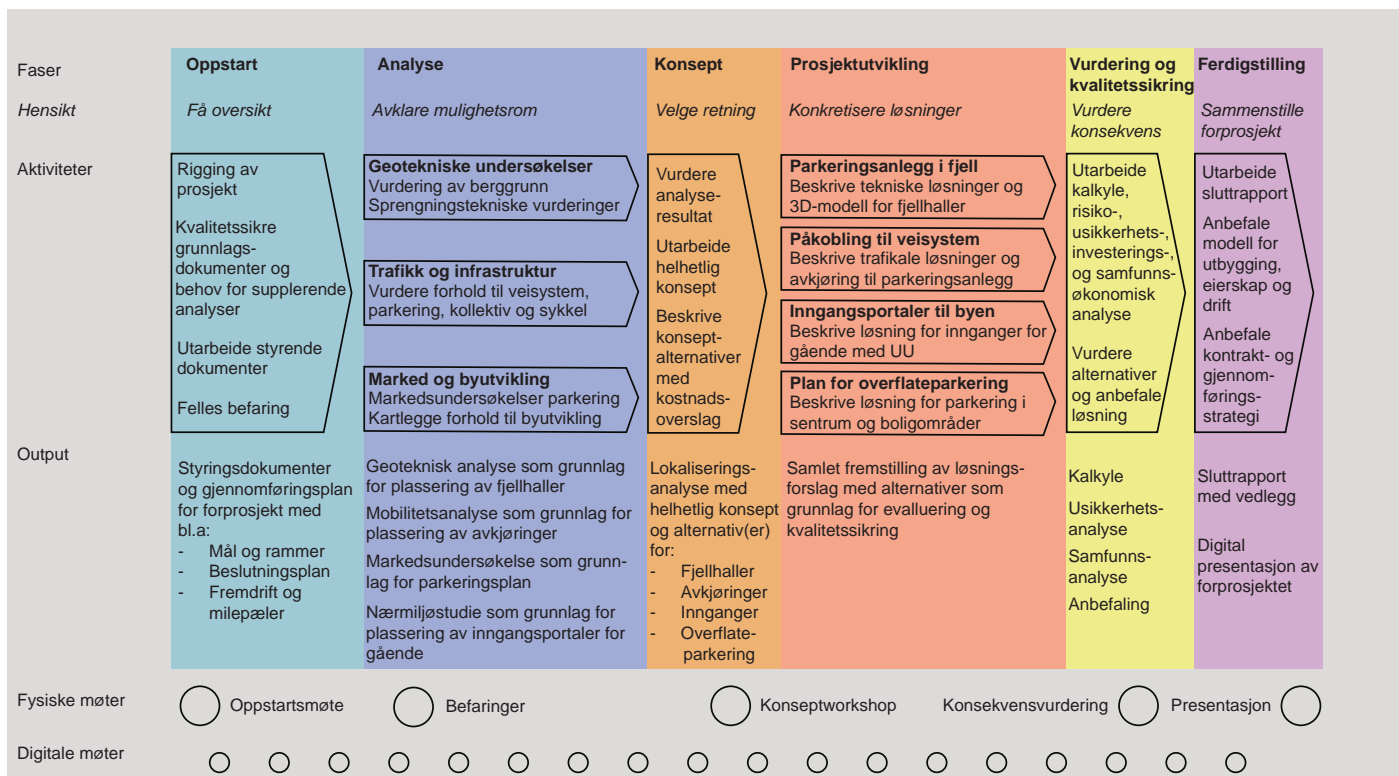 Faser
Oppstart
Analyse
Konsept
Prosjektutvikling
Vurdering og
kvalitetssikring
Ferdigstilling
Hensikt
Få oversikt
Avklare mulighetsrom
Velge retning
Konkretisere løsninger
Vurdere
konsekvens
Sammenstille
forprosjekt
Aktiviteter
Rigging av
prosjekt
Kvalitetssikre
grunnlags-
dokumenter og
behov for supplerende
analyser
Utarbeide styrende
dokumenter
Felles befaring
Geotekniske undersøkelser
Vurdering av berggrunn
Sprengningstekniske vurderinger
Trafikk og infrastruktur
Vurdere forhold til veisystem,
parkering, kollektiv og sykkel
Marked og byutvikling
Markedsundersøkelser parkering
Kartlegge forhold til byutvikling
Vurdere
analyse-
resultat
Utarbeide
helhetlig
konsept
Beskrive
konsept-
alternativer
med
kostnads-
overslag
Parkeringsanlegg i fjell
Beskrive tekniske løsninger og
3D-modell for fjellhaller
Påkobling til veisystem
Beskrive trafikale løsninger og
avkjøring til parkeringsanlegg
Inngangsportaler til byen
Beskrive løsning for innganger for
gående med UU
Plan for overflateparkering
Beskrive løsning for parkering i
sentrum og boligområder
Utarbeide
kalkyle,
risiko-,
usikkerhets-,
investerings-,
og samfunns-
økonomisk
analyse
Vurdere
alternativer
og anbefale
løsning
Utarbeide
sluttrapport
Anbefale
modell for
utbygging,
eierskap og
drift
Anbefale
kontrakt- og
gjennom-
førings-
strategi
Output
Styringsdokumenter
og gjennomføringsplan
for forprosjekt med
bl.a:
- Mål og rammer
- Beslutningsplan
- Fremdrift og
milepæler
Geoteknisk analyse som grunnlag
for plassering av fjellhaller
Mobilitetsanalyse som grunnlag for
plassering av avkjøringer
Markedsundersøkelse som grunn-
lag for parkeringsplan
Nærmiljøstudie som grunnlag for
plassering av inngangsportaler for
gående
Lokaliserings-
analyse med
helhetlig konsept
og alternativ(er)
for:
- Fjellhaller
- Avkjøringer
- Innganger
- Overflate-
parkering
Samlet fremstilling av løsnings-
forslag med alternativer som
grunnlag for evalluering og
kvalitetssikring
Kalkyle
Usikkerhets-
analyse
Samfunns-
analyse
Anbefaling
Sluttrapport
med vedlegg
Digital
presentasjon av
forprosjektet
Fysiske møter
Oppstartsmøte
Befaringer
Konseptworkshop
Konsekvensvurdering
Presentasjon
Digitale møter